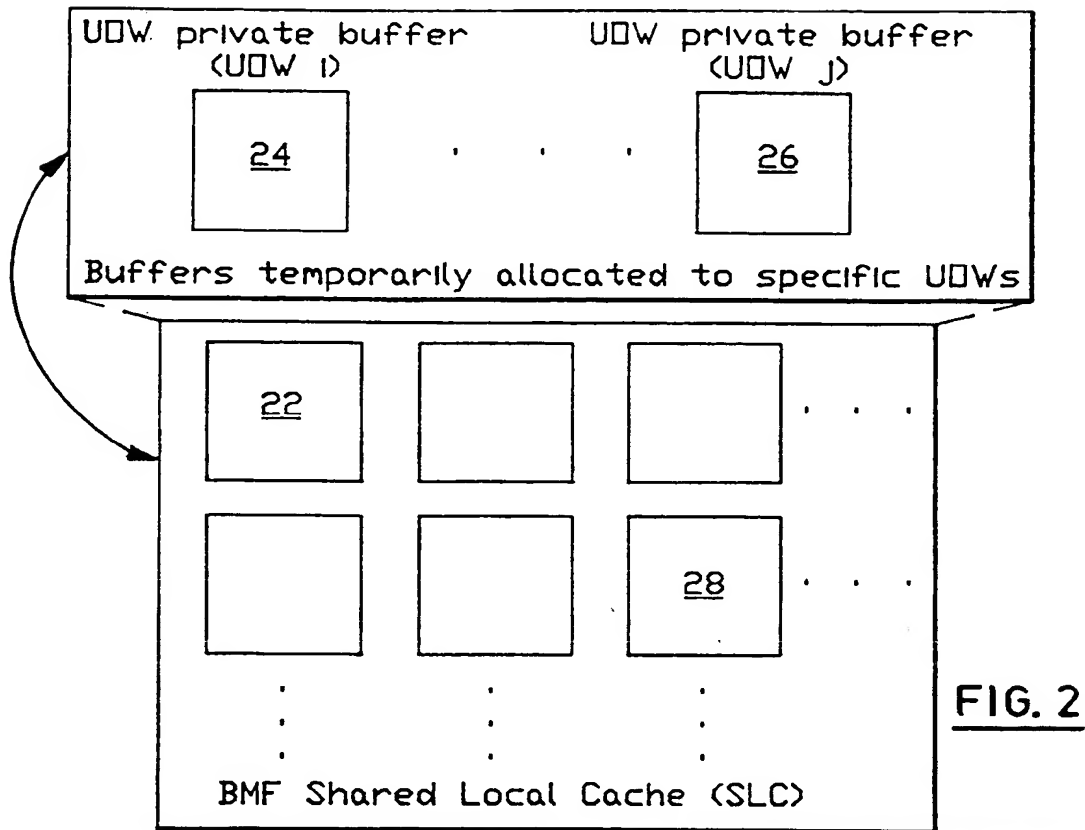 UOW private buffer UOW private buffer
(UOW i) (UOW j)
24 . . . 26
Buffers temporarily allocated to specific UOWs
22 . . .
28 . . .
. . .
. . .
. . .
FIG. 2
BMF Shared Local Cache (SLC)